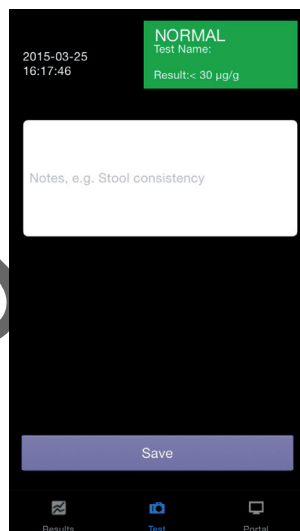 NORMAL
Test Name:
2015-03-25
16:17:46
Result:< 30 µg/g
Notes, e.g. Stool consistency
Save
Results
Test
Portal